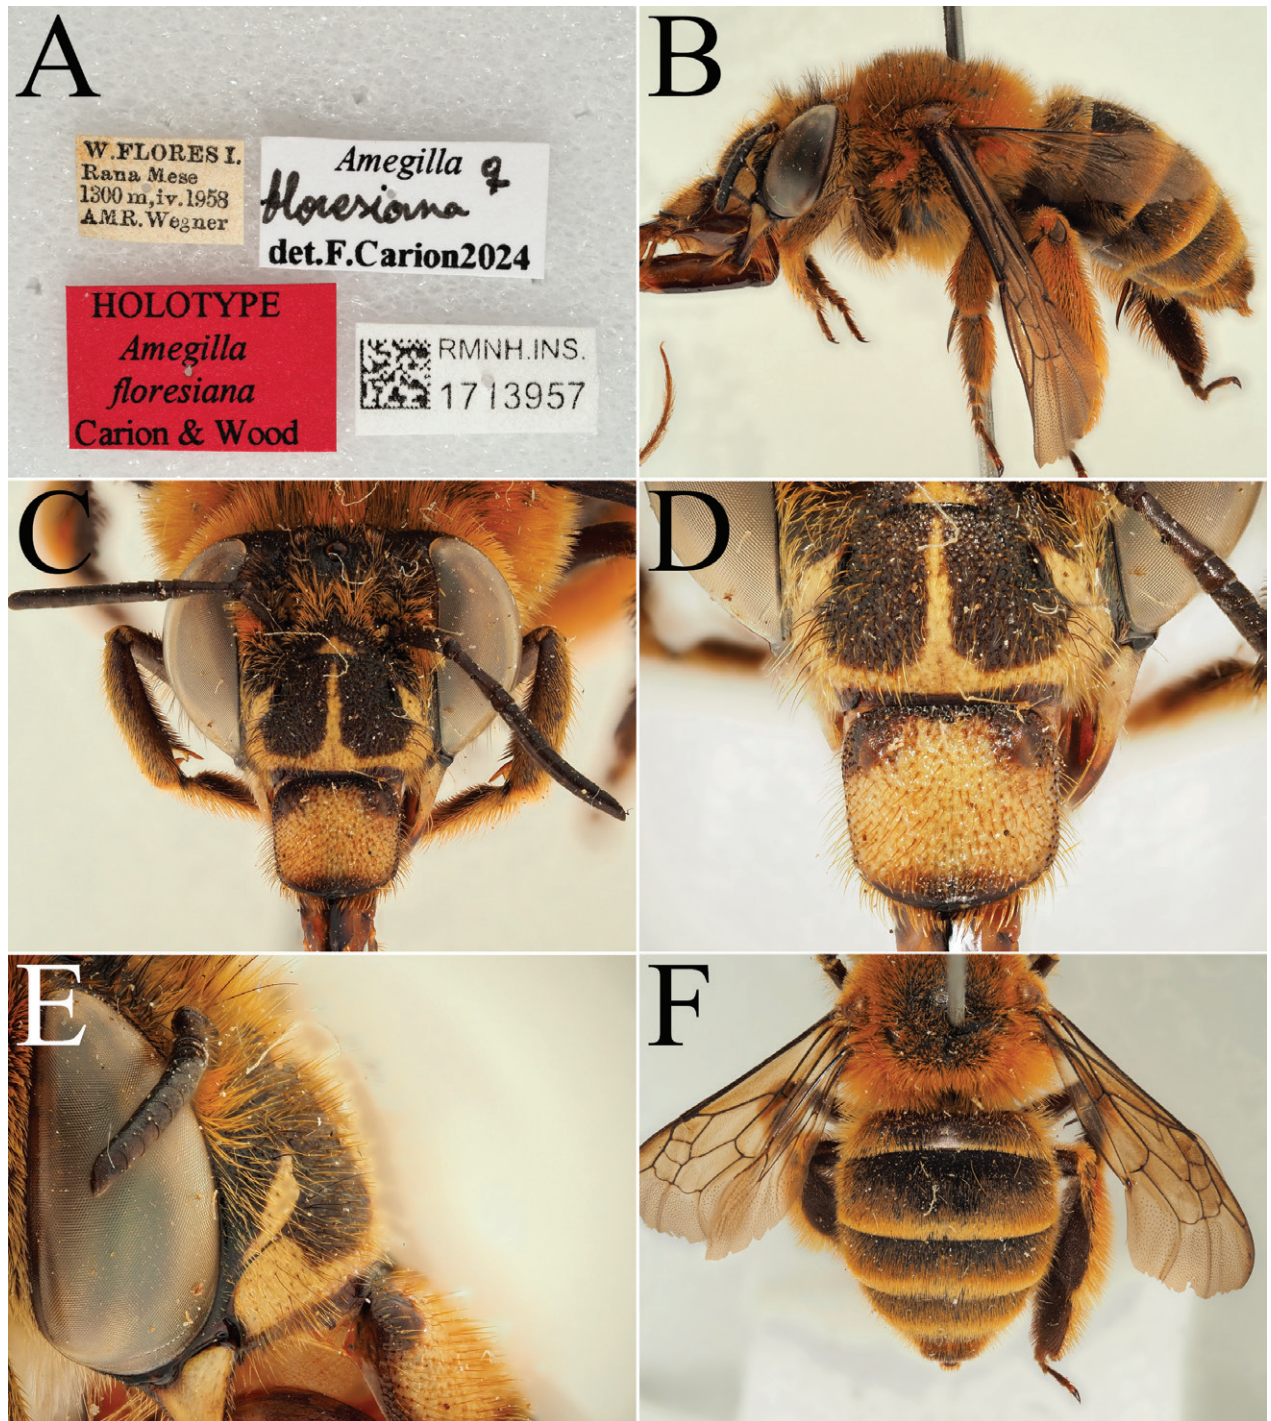 A
W. FLORES I.
Rana Mese
1300 m, iv. 1958
AMR. Wegner
Amegilla ♀
floresiana
det.F.Carion2024
HOLOTYPE
Amegilla
floresiana
Carion & Wood
RMNH.INS.
1713957
B
C
D
E
F